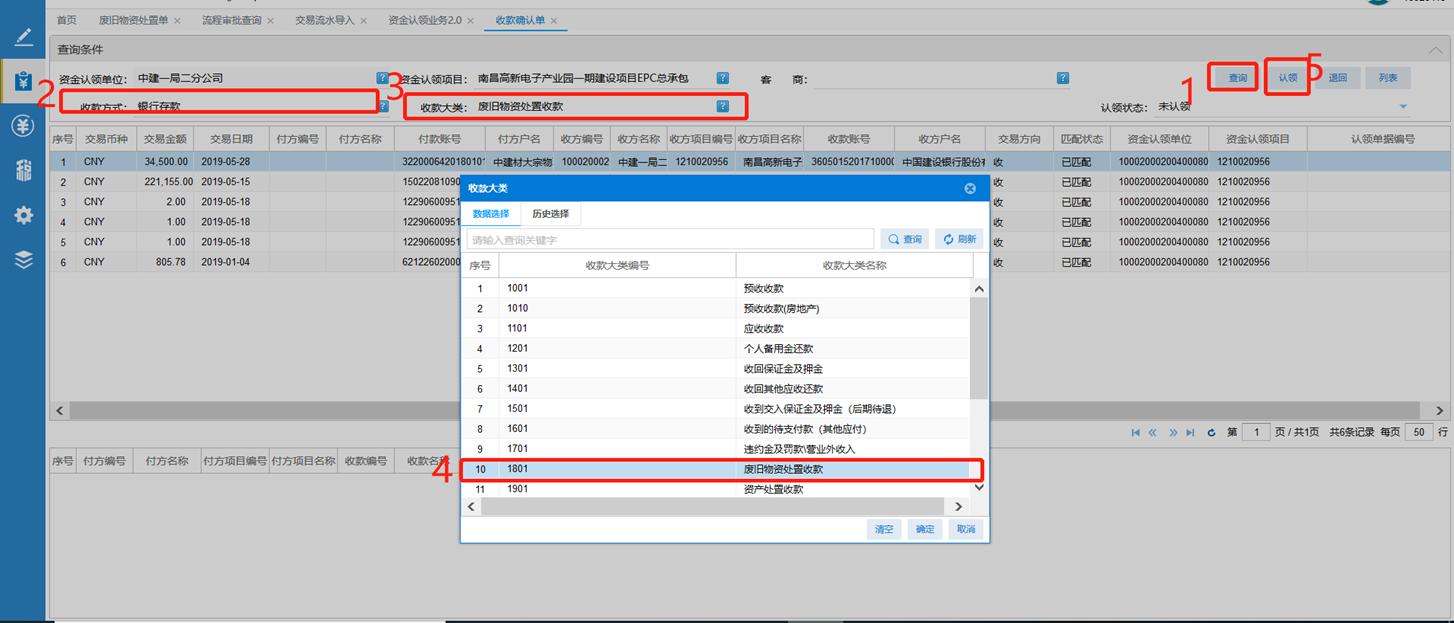 首页 废旧物资处置单 × 流程审批查询 × 交易流水导入 × 资金认领业务2.0 × 收款确认单 ×
查询条件
资金认领单位: 中建一局二分公司 ? 资金认领项目: 南昌高新电子产业园一期建设项目EPC总承包 ? 客 商: ? 查询 认领 退回 列表
1 5
2 3
收款方式: 银行存款 ? 收款大类: 废旧物资处置收款 ? 认领状态: 未认领
序号 交易币种 交易金额 交易日期 付方编号 付方名称 付款账号 付方户名 收方编号 收方名称 收方项目编号 收方项目名称 收款账号 收方户名 交易方向 匹配状态 资金认领单位 资金认领项目 认领单据编号
1 CNY 34,500.00 2019-05-28 3220006420180101 中建材大宗物 100020002 中建一局二 1210020956 南昌高新电子 3605015201710000 中国建设银行股份 收 已匹配 10002000200400080 1210020956
2 CNY 221,155.00 2019-05-15 15022081090 收 已匹配 10002000200400080 1210020956
3 CNY 2.00 2019-05-18 12290600951 收 已匹配 10002000200400080 1210020956
4 CNY 1.00 2019-05-18 12290600951 收 已匹配 10002000200400080 1210020956
5 CNY 1.00 2019-05-18 12290600951 收 已匹配 10002000200400080 1210020956
6 CNY 805.78 2019-01-04 62122602000 收 已匹配 10002000200400080 1210020956
收款大类
数据选择 历史选择
请输入查询关键字 查询 刷新
序号 收款大类编号 收款大类名称
1 1001 预收收款
2 1010 预收收款(房地产)
3 1101 应收收款
4 1201 个人备用金还款
5 1301 收回保证金及押金
6 1401 收回其他应收还款
7 1501 收到交入保证金及押金（后期待退）
8 1601 收到的待支付款（其他应付）
9 1701 违约金及罚款\营业外收入
4
10 1801 废旧物资处置收款
11 1901 资产处置收款
清空 确定 取消
第 1 页 / 共1页 共6条记录 每页 50 行
序号 付方编号 付方名称 付方项目编号 付方项目名称 收款编号 收款名